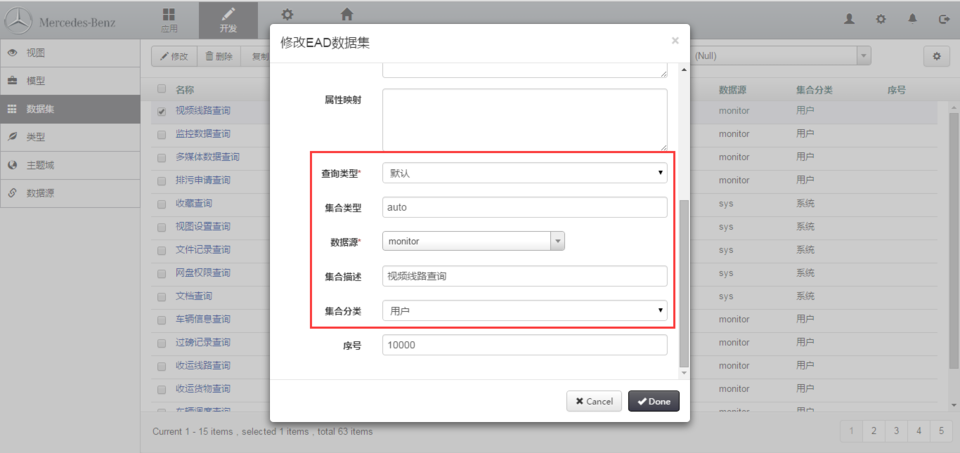 Mercedes-Benz
应用
开发
修改EAD数据集
×
视图
模型
数据集
类型
主题域
数据源
修改
删除
复制
(Null)
名称
数据源
集合分类
序号
视频线路查询
monitor
用户
监控数据查询
monitor
用户
多媒体数据查询
monitor
用户
排污申请查询
monitor
用户
收藏查询
sys
系统
视图设置查询
sys
系统
文件记录查询
sys
系统
网盘权限查询
sys
系统
文档查询
sys
系统
车辆信息查询
monitor
用户
过磅记录查询
monitor
用户
收运线路查询
monitor
用户
收运货物查询
monitor
用户
monitor
用户
属性映射
查询类型*
默认
集合类型
auto
数据源*
monitor
集合描述
视频线路查询
集合分类
用户
序号
10000
Cancel
Done
Current 1 - 15 items , selected 1 items , total 63 items
1 2 3 4 5